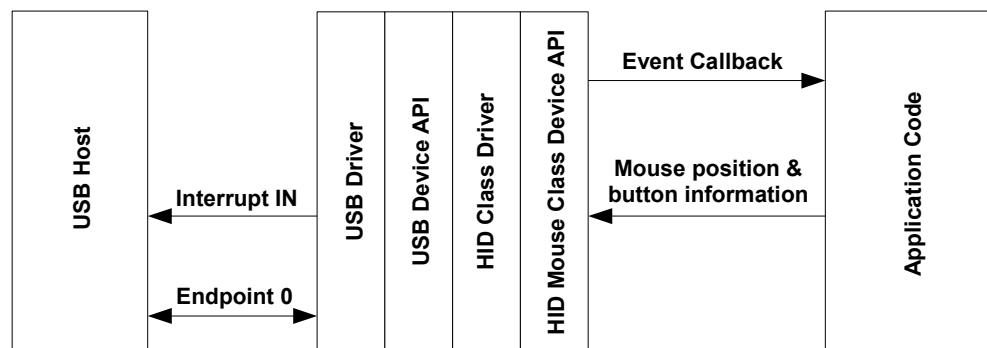 USB Host
Interrupt IN
Endpoint 0
USB Driver
USB Device API
HID Class Driver
HID Mouse Class Device API
Event Callback
Mouse position &
button information
Application Code